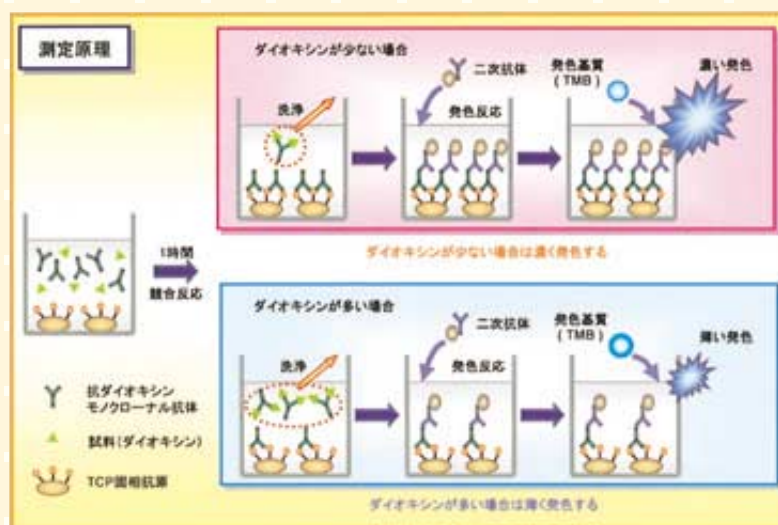 測定原理
ダイオキシンが少ない場合
洗浄
二次抗体
発色反応
発色基質
(TMB)
濃い発色
ダイオキシンが少ない場合は濃く発色する
1時間
競合反応
ダイオキシンが多い場合
洗浄
二次抗体
発色反応
発色基質
(TMB)
薄い発色
ダイオキシンが多い場合は薄く発色する
抗ダイオキシン
モノクローナル抗体
試料(ダイオキシン)
TCP固相抗原